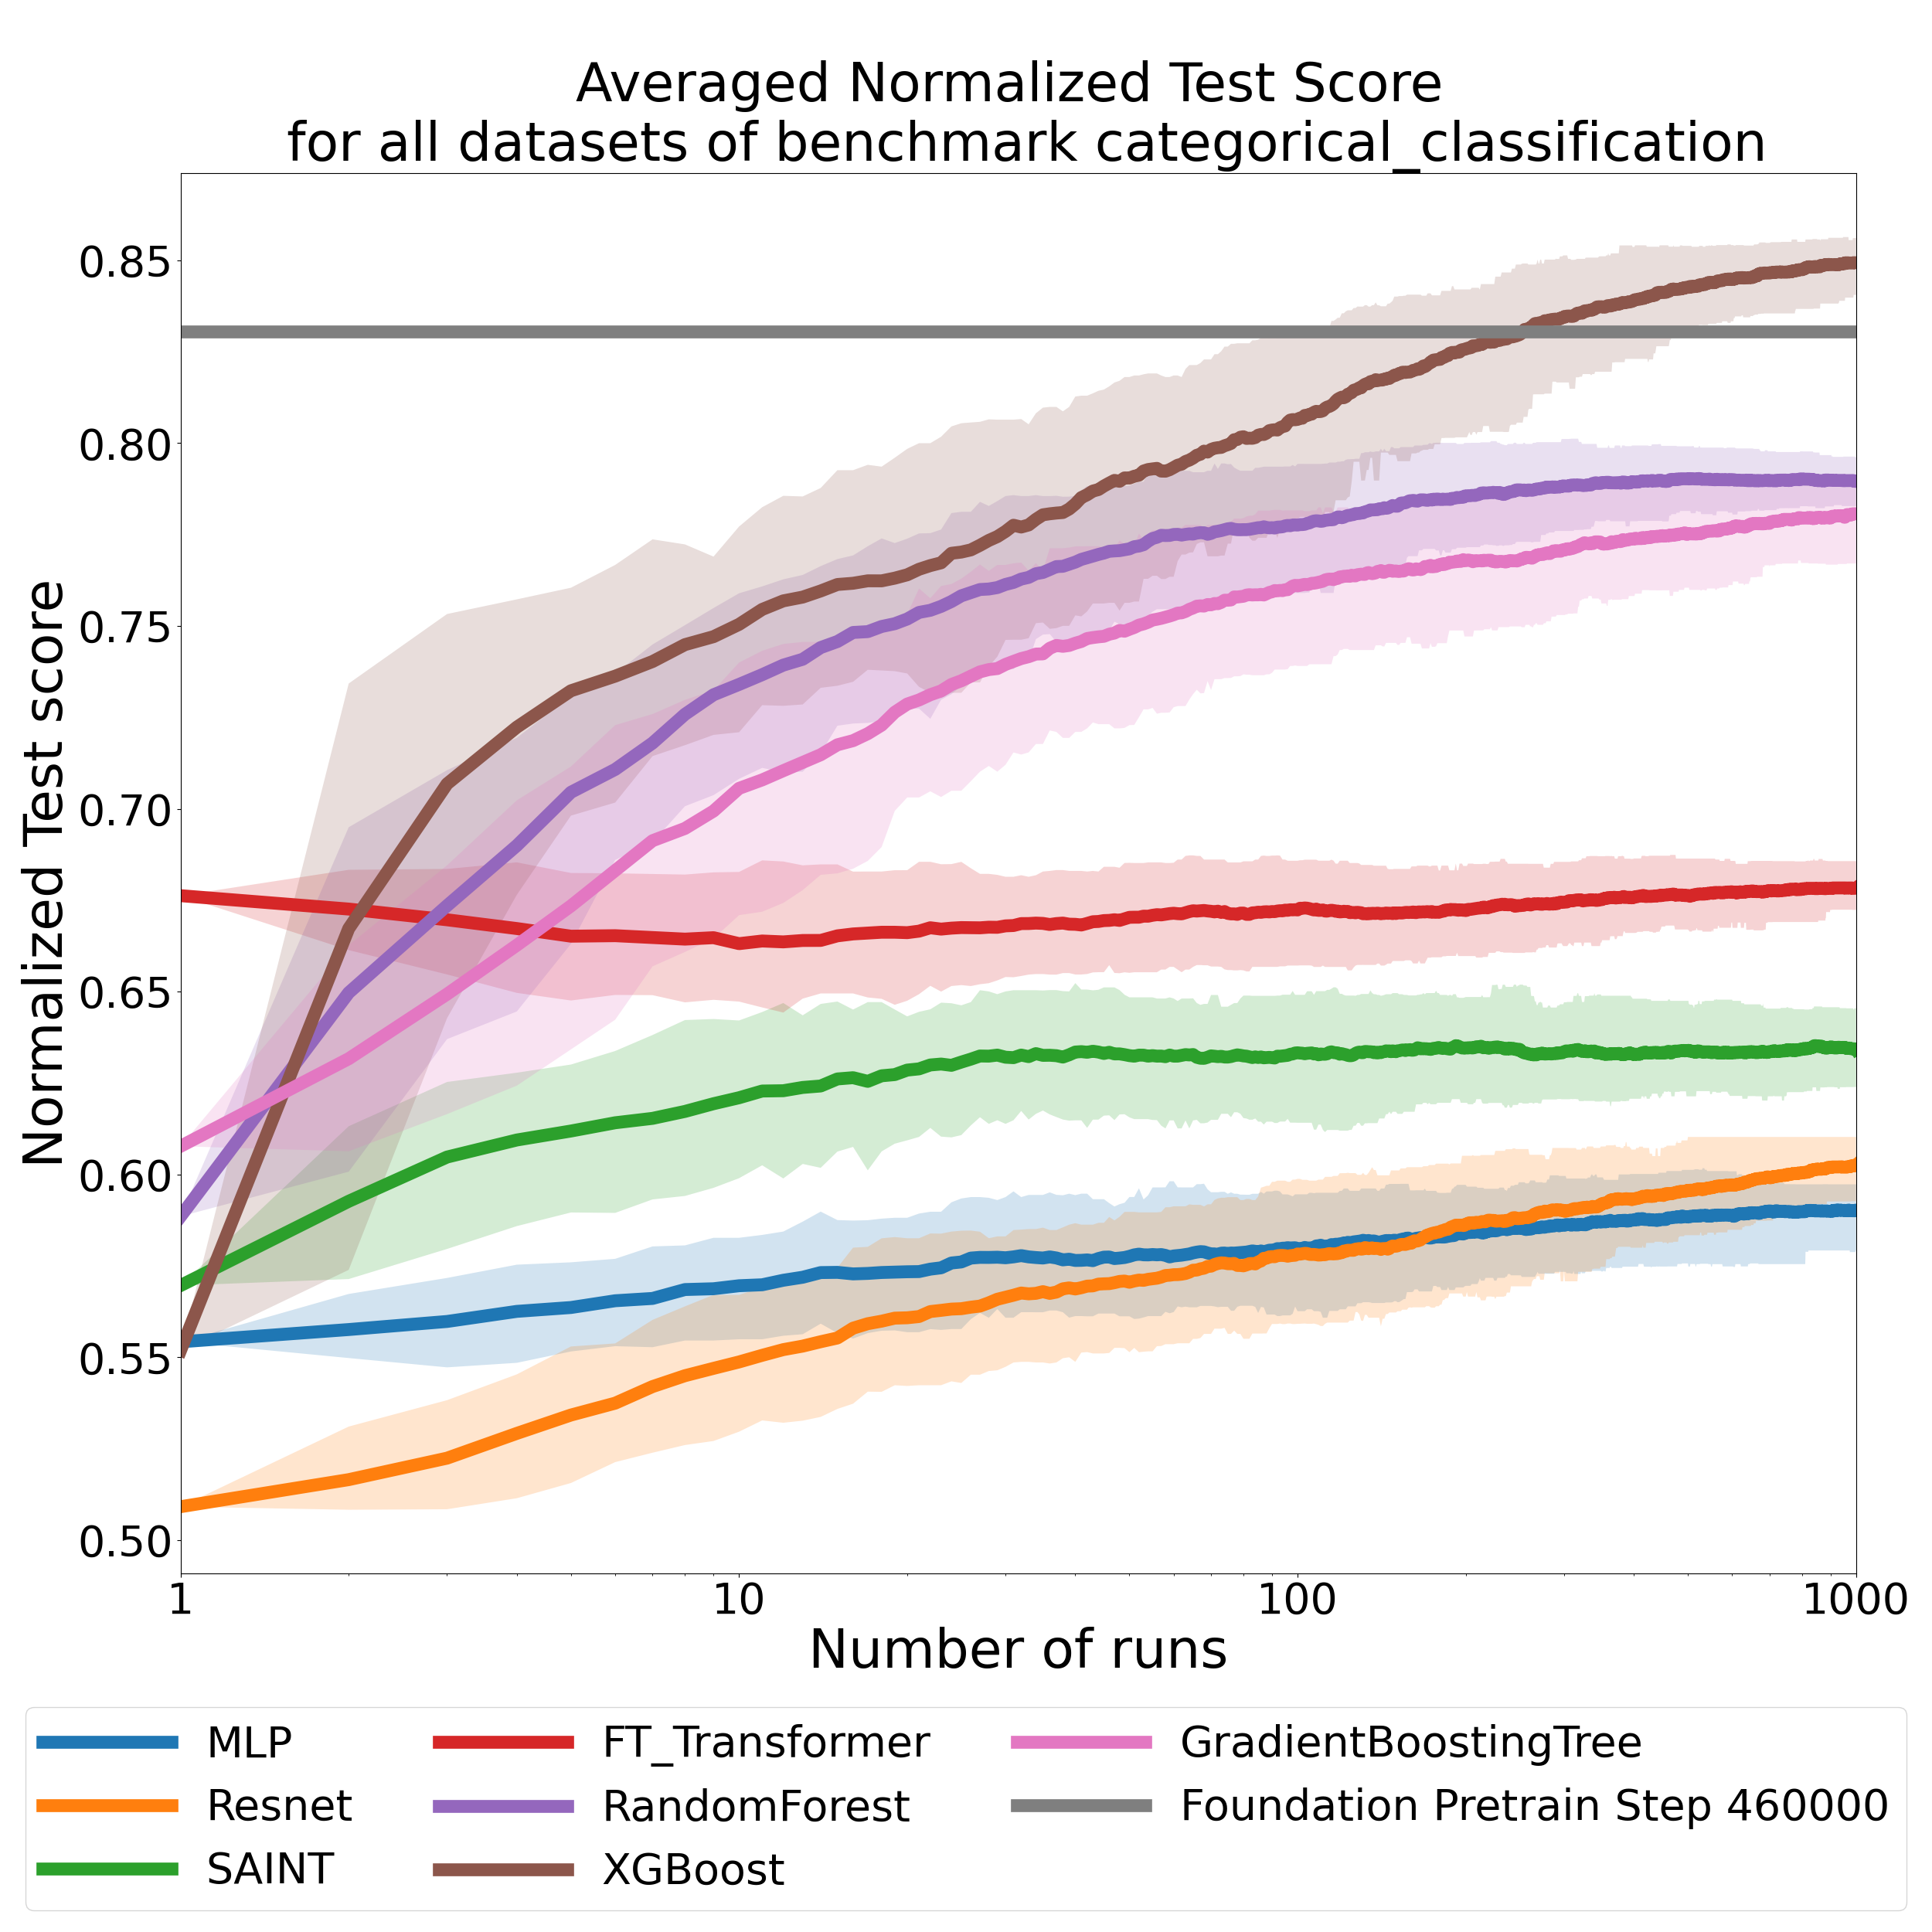 Averaged Normalized Test Score
for all datasets of benchmark categorical_classification
Normalized Test score
0.85
0.80
0.75
0.70
0.65
0.60
0.55
0.50
1
10
100
1000
Number of runs
MLP
Resnet
SAINT
FT_Transformer
RandomForest
XGBoost
GradientBoostingTree
Foundation Pretrain Step 460000